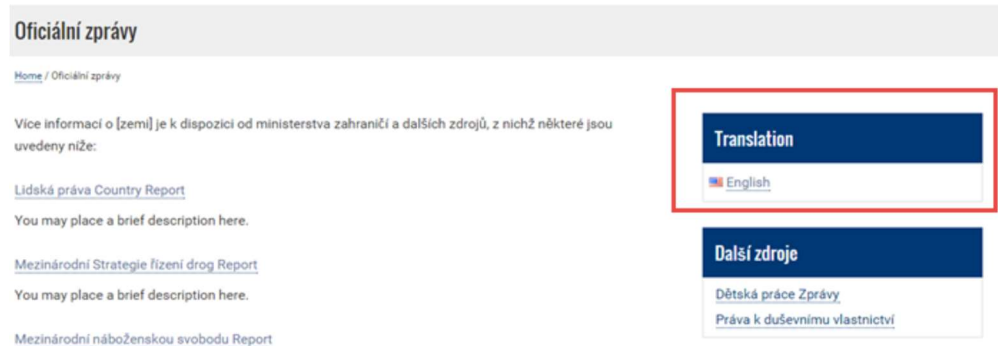 Oficiální zprávy
Home / Oficiální zprávy
Více informací o [zemi] je k dispozici od ministerstva zahraničí a dalších zdrojů, z nichž některé jsou
uvedeny níže:
Lidská práva Country Report
You may place a brief description here.
Mezinárodní Strategie řízení drog Report
You may place a brief description here.
Mezinárodní náboženskou svobodu Report
Translation
English
Další zdroje
Dětská práce Zprávy
Práva k duševnímu vlastnictví